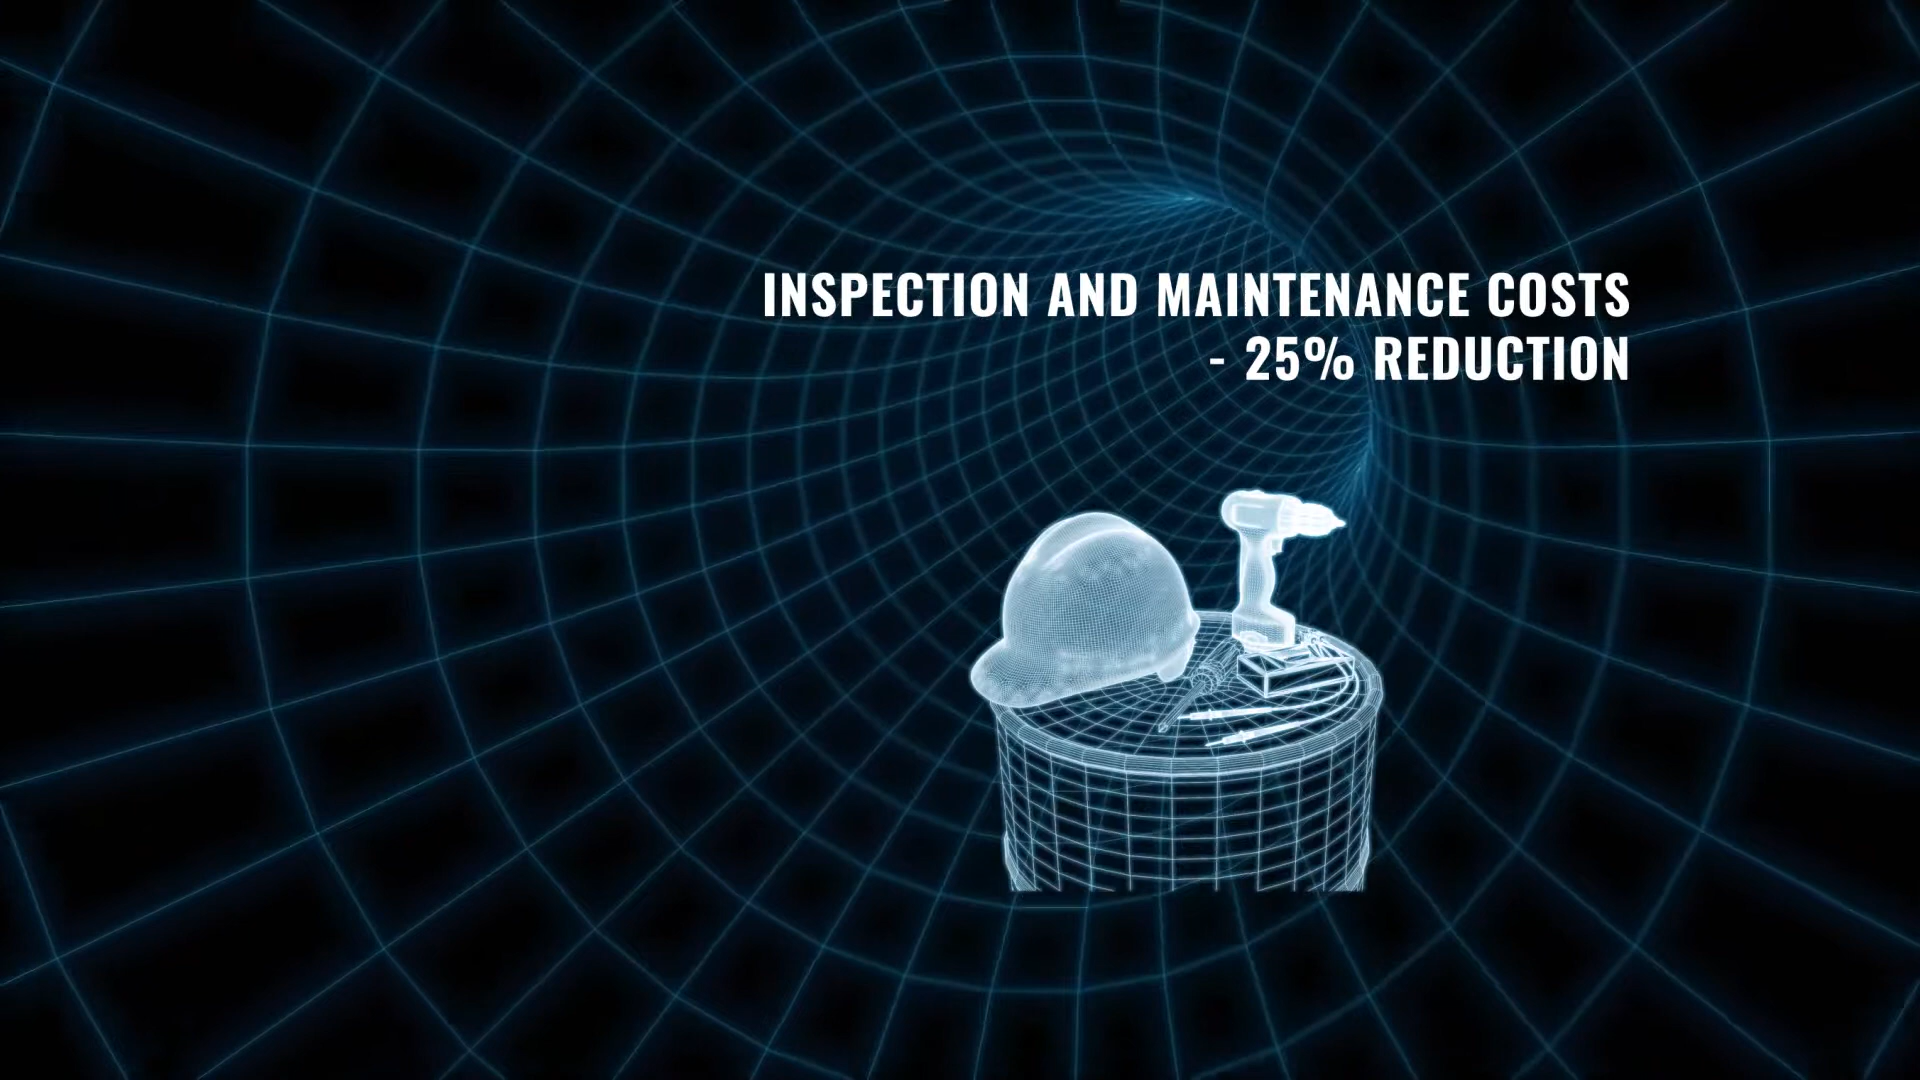 INSPECTION AND MAINTENANCE COSTS
- 25% REDUCTION